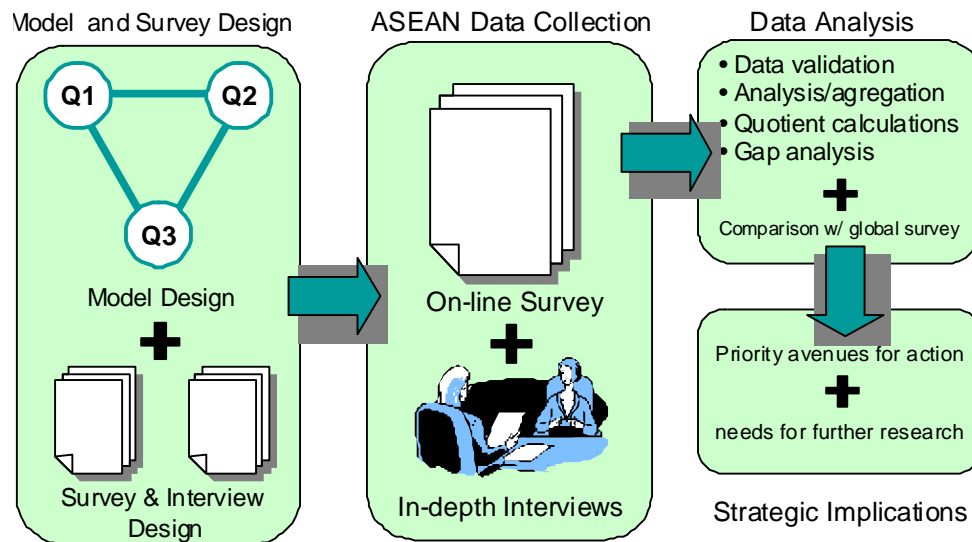 Model and Survey Design
Q1
Q2
Q3
Model Design
Survey & Interview
Design
ASEAN Data Collection
On-line Survey
In-depth Interviews
Data Analysis
• Data validation
• Analysis/agregation
• Quotient calculations
• Gap analysis
Comparison w/ global survey
Priority avenues for action
needs for further research
Strategic Implications